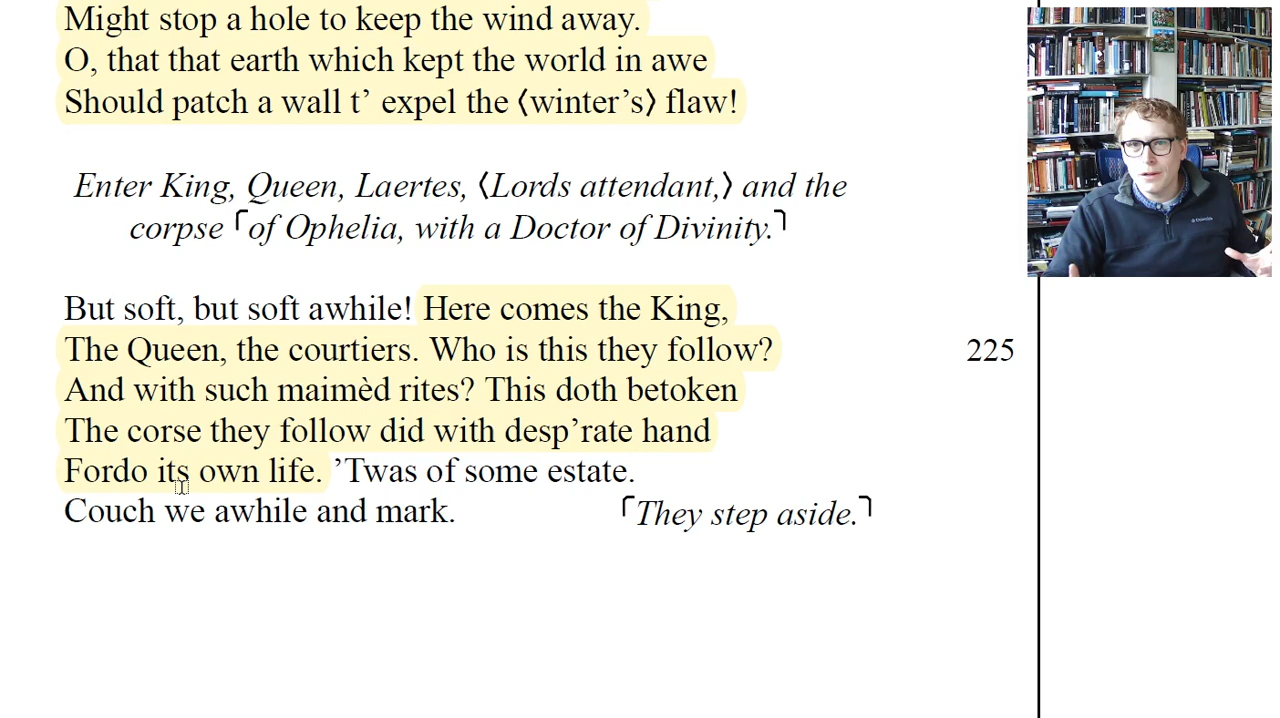 Might stop a hole to keep the wind away.
O, that that earth which kept the world in awe
Should patch a wall t’ expel the ⟨winter’s⟩ flaw!
Enter King, Queen, Laertes, ⟨Lords attendant,⟩ and the
corpse ⌜of Ophelia, with a Doctor of Divinity.⌝
But soft, but soft awhile! Here comes the King,
The Queen, the courtiers. Who is this they follow? 225
And with such maimèd rites? This doth betoken
The corse they follow did with desp’rate hand
Fordo its own life. ’Twas of some estate.
Couch we awhile and mark. ⌜They step aside.⌝
Columbia